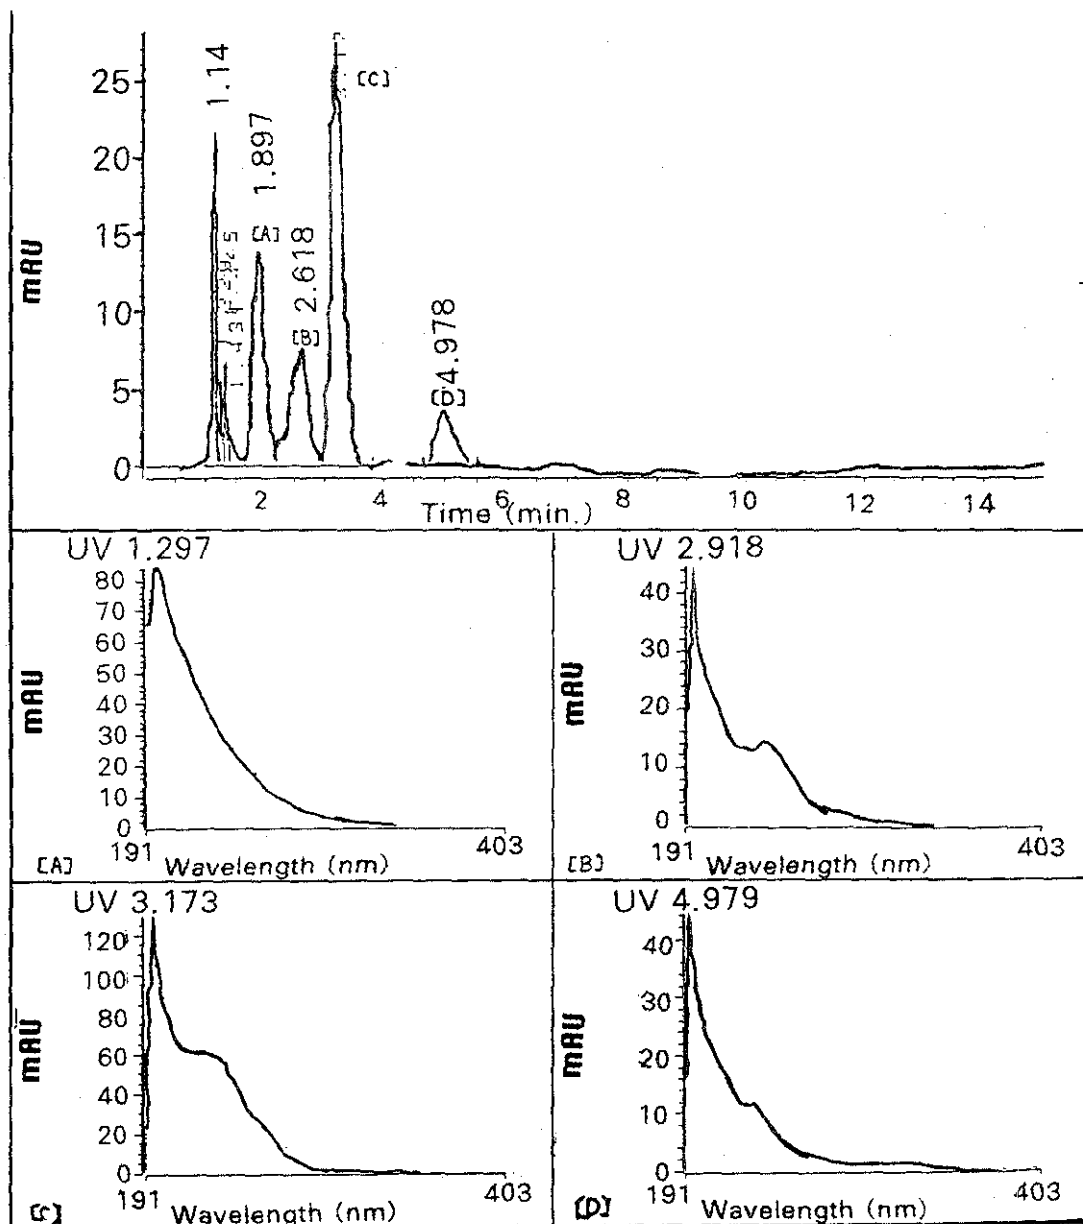 25
20
15
10
5
0
mAU
1.14
1.897
[A]
2.618
[B]
[C]
4.978
[D]
2 4 6 8 10 12 14
Time (min.)
UV 1.297
80
70
60
50
40
30
20
10
0
mAU
191 403
[A] Wavelength (nm)
UV 2.918
40
30
20
10
0
mAU
191 403
[B] Wavelength (nm)
UV 3.173
120
100
80
60
40
20
0
mAU
191 403
[C] Wavelength (nm)
UV 4.979
40
30
20
10
0
mAU
191 403
[D] Wavelength (nm)